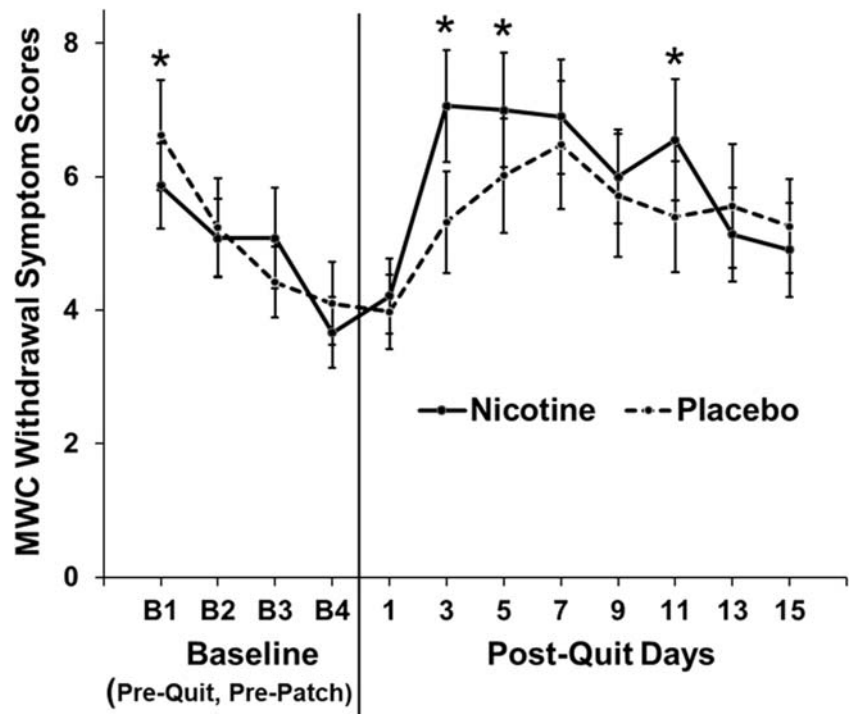 MWC Withdrawal Symptom Scores
8
6
4
2
0
*
*
*
*
Nicotine
Placebo
B1 B2 B3 B4 1 3 5 7 9 11 13 15
Baseline
(Pre-Quit, Pre-Patch)
Post-Quit Days